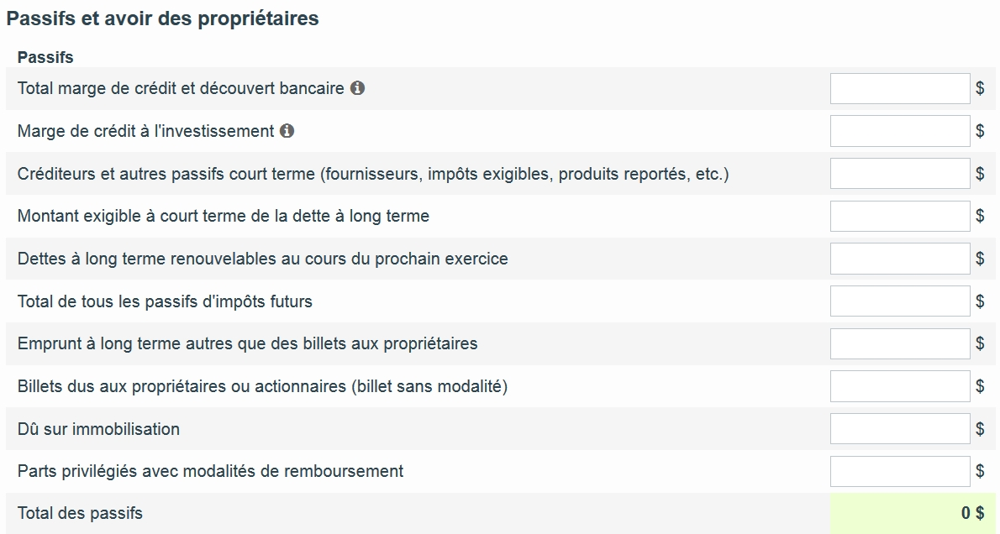 Passifs et avoir des propriétaires
Passifs
Total marge de crédit et découvert bancaire $
Marge de crédit à l'investissement $
Créditeurs et autres passifs court terme (fournisseurs, impôts exigibles, produits reportés, etc.) $
Montant exigible à court terme de la dette à long terme $
Dettes à long terme renouvelables au cours du prochain exercice $
Total de tous les passifs d'impôts futurs $
Emprunt à long terme autres que des billets aux propriétaires $
Billets dus aux propriétaires ou actionnaires (billet sans modalité) $
Dû sur immobilisation $
Parts privilégiés avec modalités de remboursement $
Total des passifs 0 $